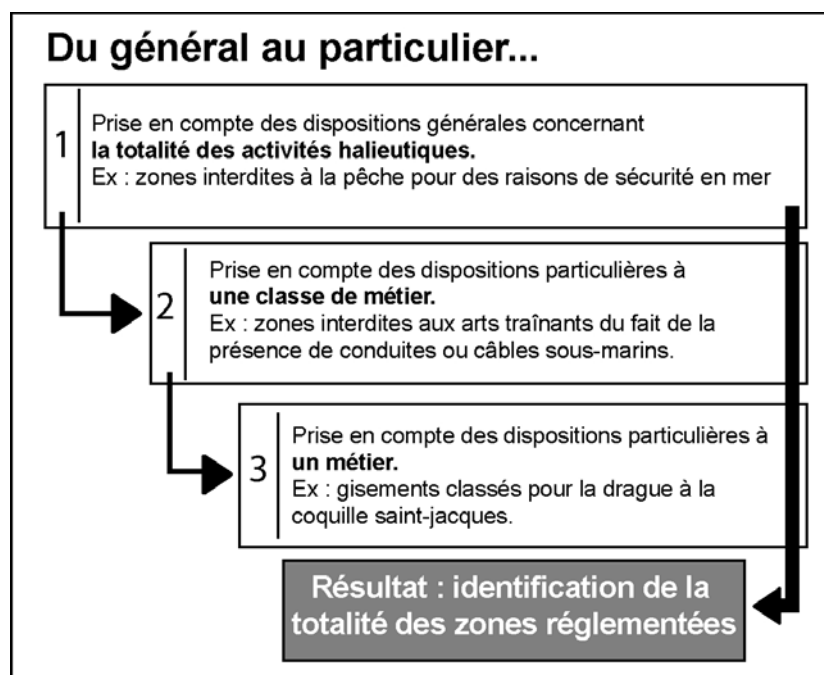 Du général au particulier...
1
Prise en compte des dispositions générales concernant
la totalité des activités halieutiques.
Ex : zones interdites à la pêche pour des raisons de sécurité en mer
2
Prise en compte des dispositions particulières à
une classe de métier.
Ex : zones interdites aux arts traînants du fait de la
présence de conduites ou câbles sous-marins.
3
Prise en compte des dispositions particulières à
un métier.
Ex : gisements classés pour la drague à la
coquille saint-jacques.
Résultat : identification de la
totalité des zones réglementées